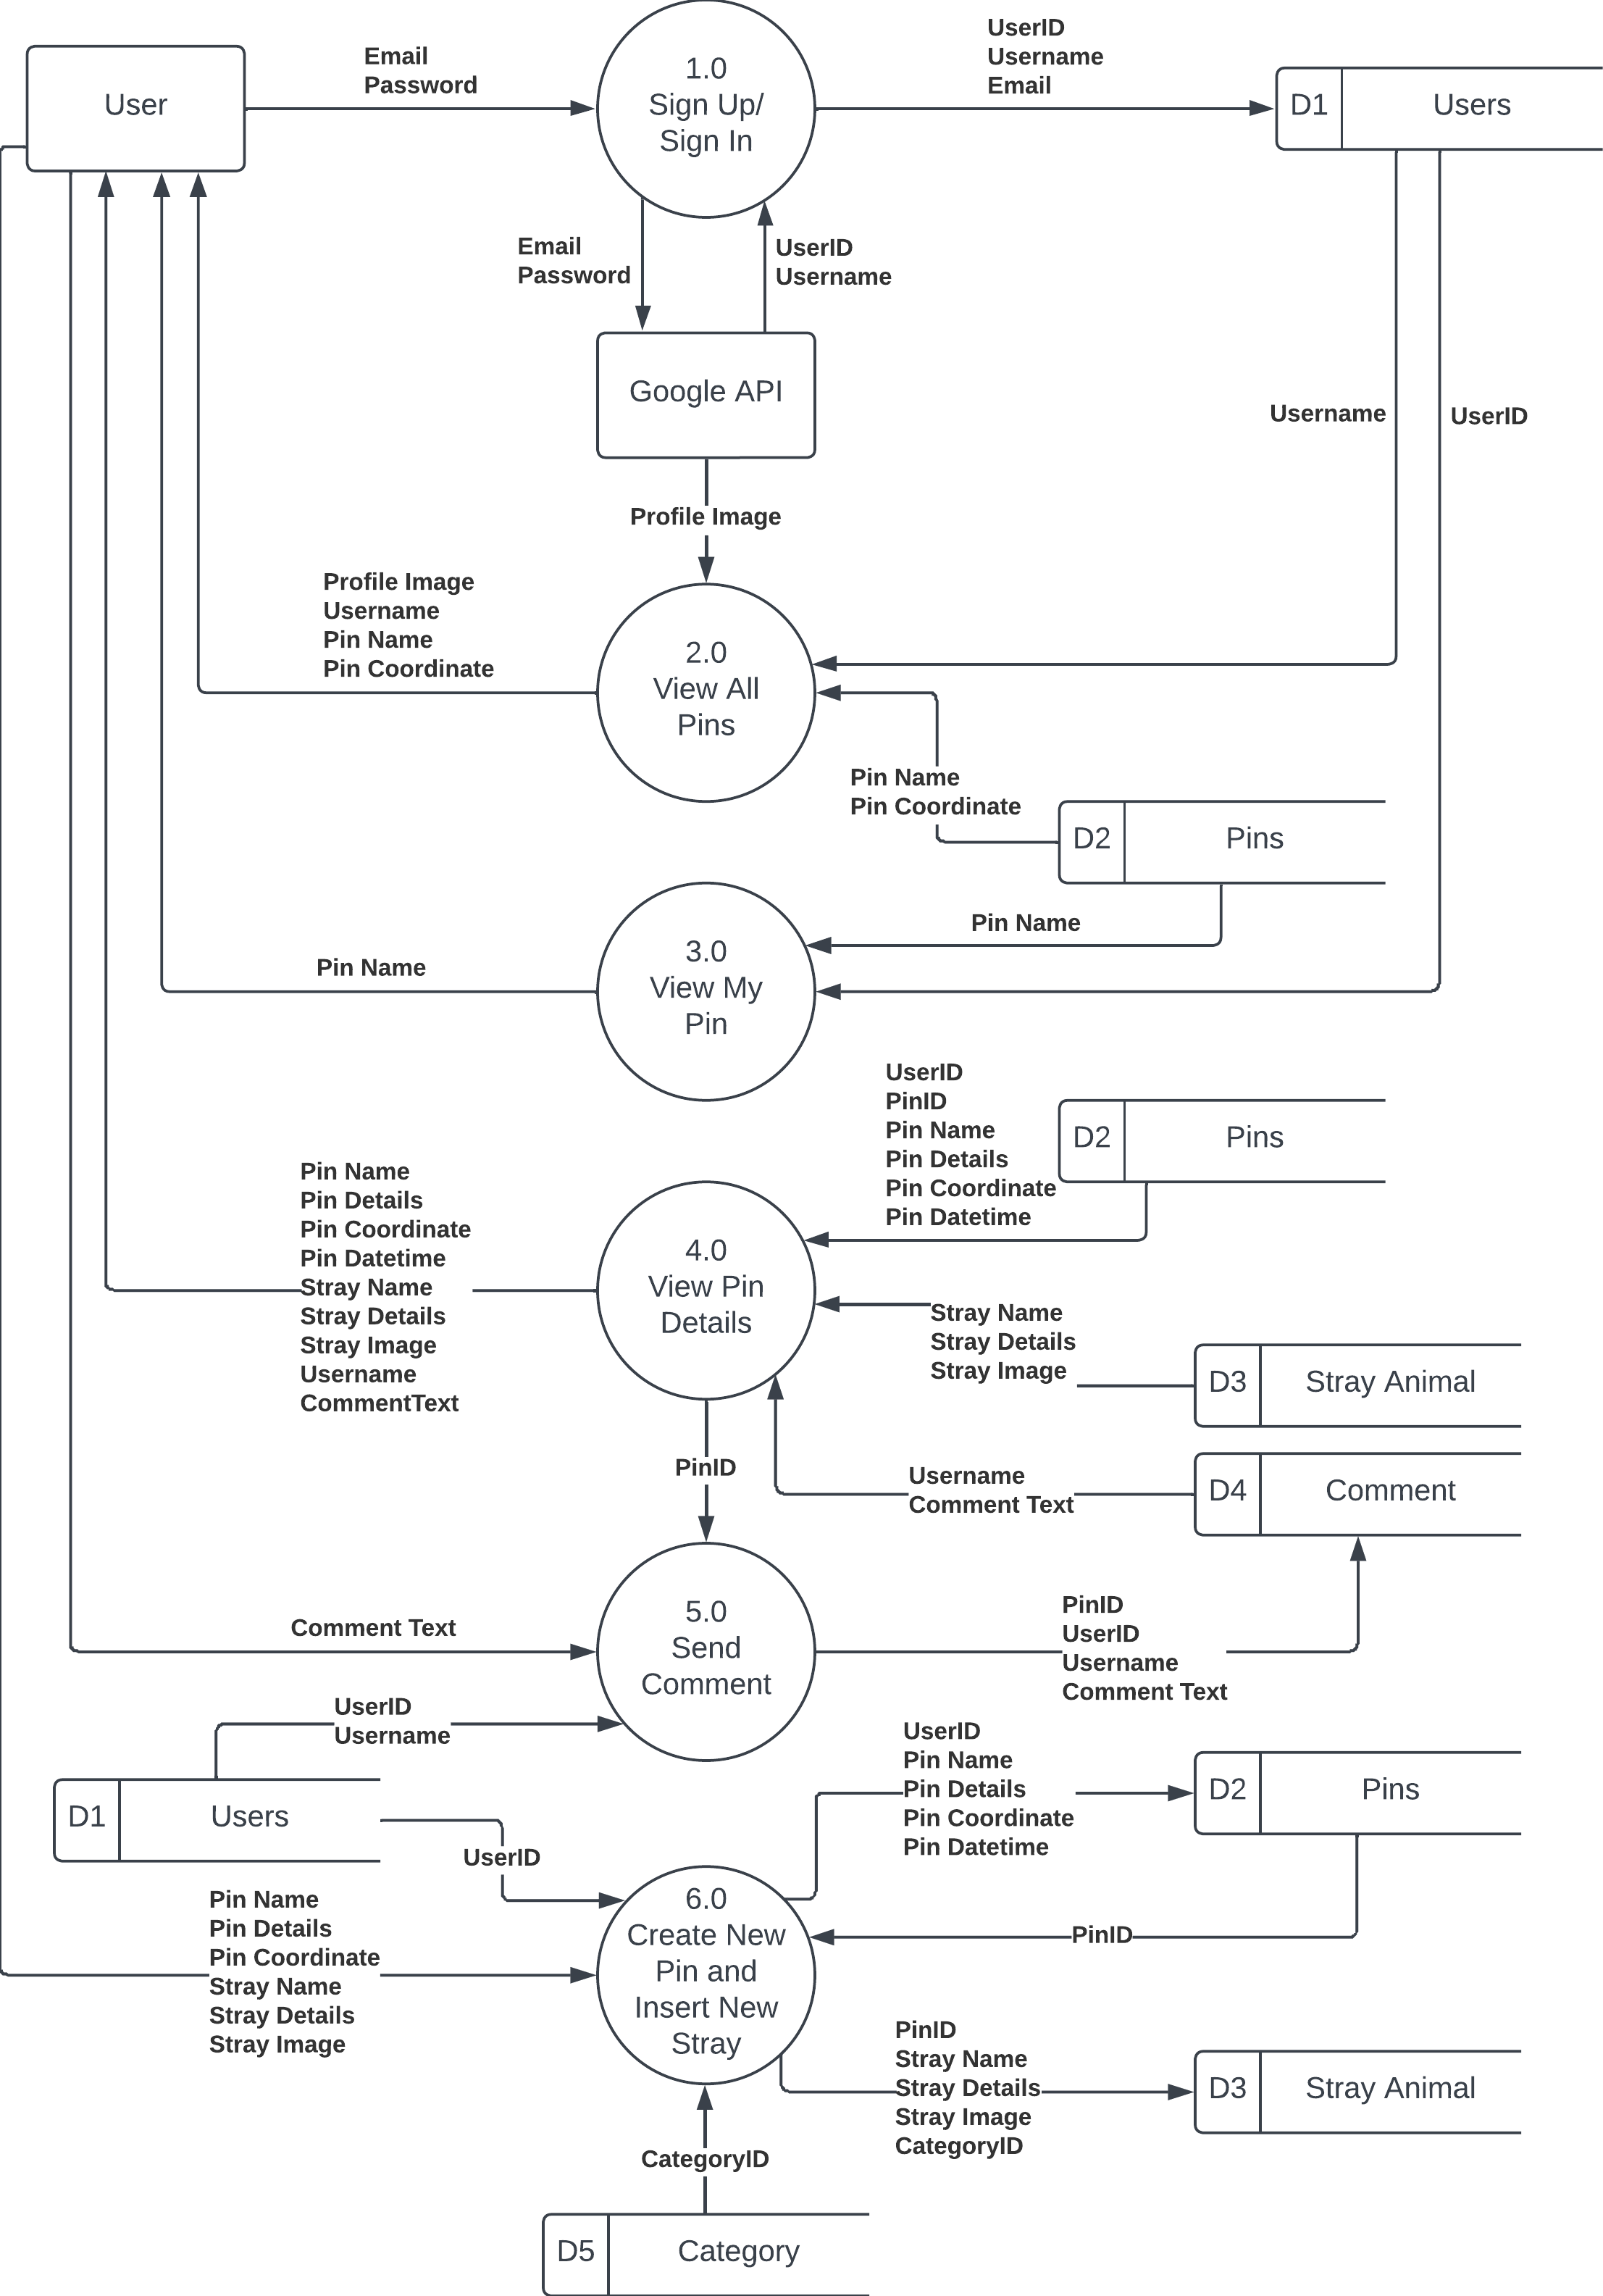 User
Email
Password
1.0
Sign Up/
Sign In
UserID
Username
Email
D1
Users
Email
Password
UserID
Username
Google API
Username
UserID
Profile Image
Profile Image
Username
Pin Name
Pin Coordinate
2.0
View All
Pins
Pin Name
Pin Coordinate
D2
Pins
Pin Name
Pin Name
3.0
View My
Pin
UserID
PinID
Pin Name
Pin Details
Pin Coordinate
Pin Datetime
D2
Pins
Pin Name
Pin Details
Pin Coordinate
Pin Datetime
Stray Name
Stray Details
Stray Image
Username
CommentText
4.0
View Pin
Details
Stray Name
Stray Details
Stray Image
D3
Stray Animal
PinID
Username
Comment Text
D4
Comment
Comment Text
5.0
Send
Comment
PinID
UserID
Username
Comment Text
UserID
Username
D1
Users
UserID
UserID
Pin Name
Pin Details
Pin Coordinate
Pin Datetime
D2
Pins
Pin Name
Pin Details
Pin Coordinate
Stray Name
Stray Details
Stray Image
6.0
Create New
Pin and
Insert New
Stray
PinID
PinID
Stray Name
Stray Details
Stray Image
CategoryID
D3
Stray Animal
CategoryID
D5
Category